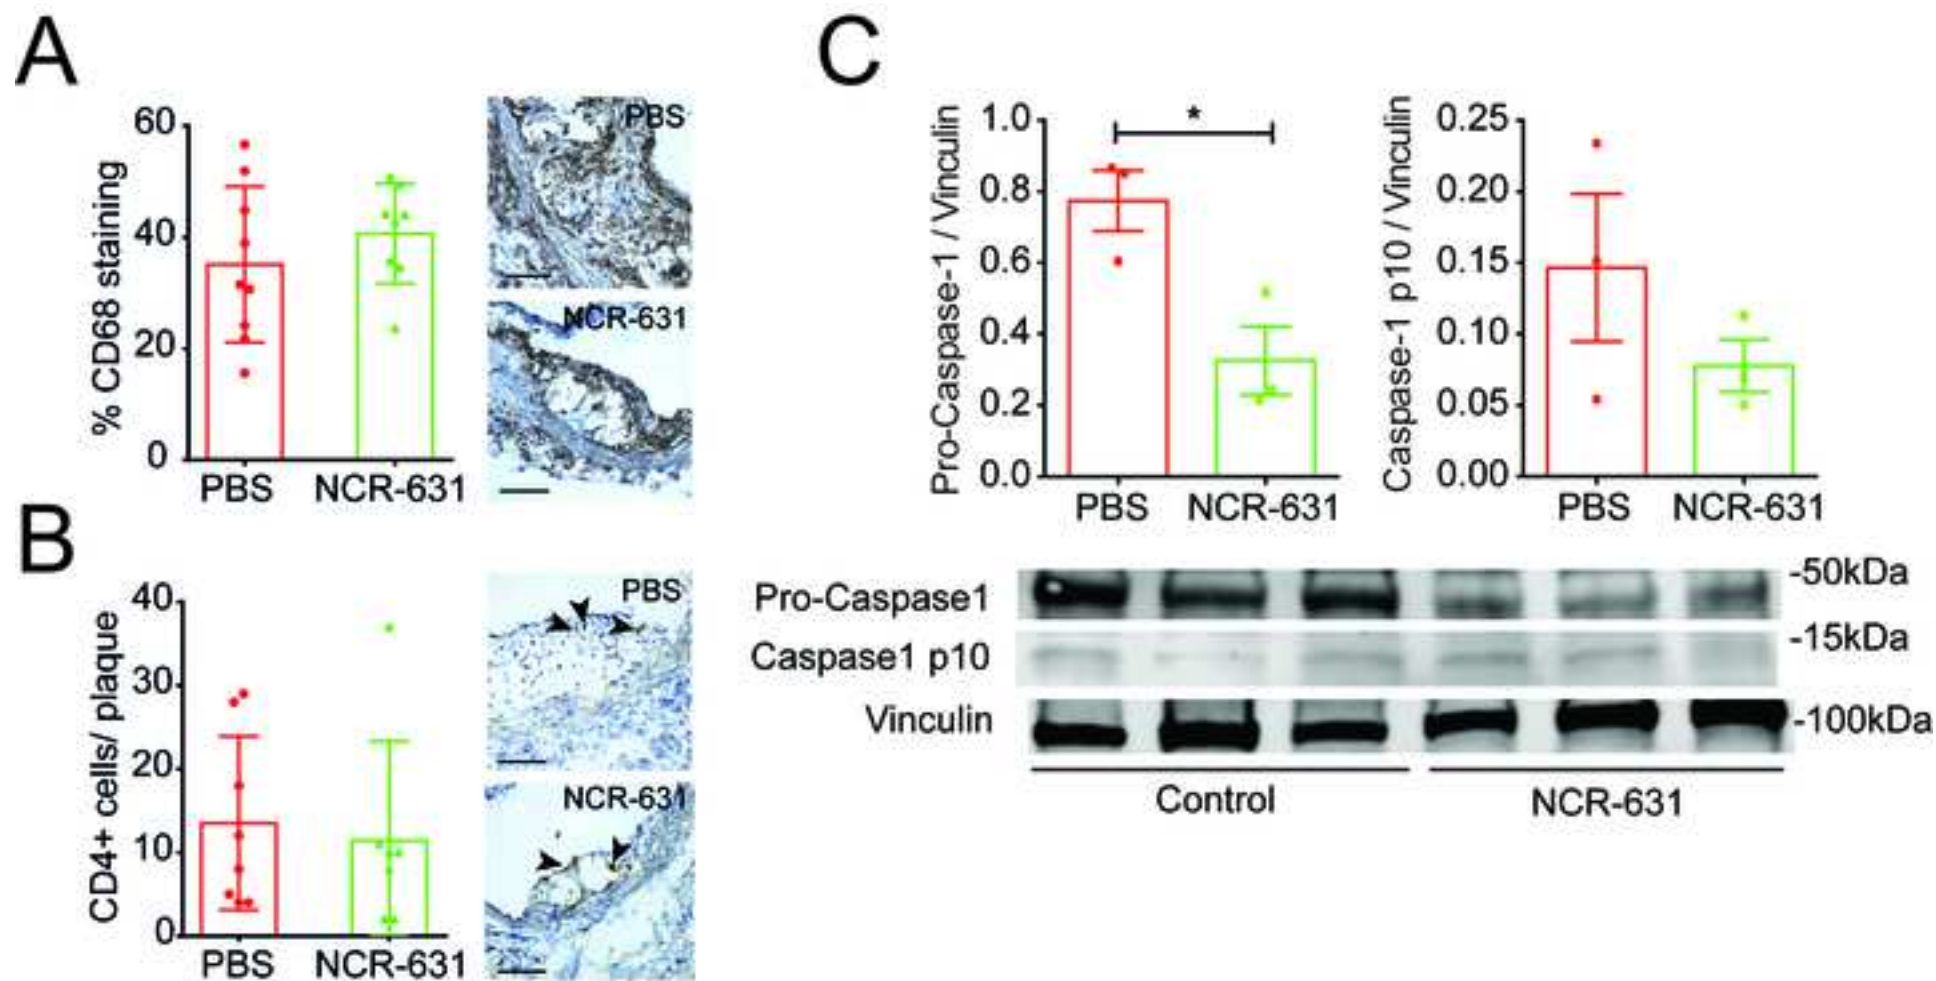 A
% CD68 staining
60
40
20
0
PBS
NCR-631
PBS
NCR-631
B
CD4+ cells/ plaque
40
30
20
10
0
PBS
NCR-631
PBS
NCR-631
C
Pro-Caspase-1 / Vinculin
1.0
0.8
0.6
0.4
0.2
0.0
*
PBS
NCR-631
Caspase-1 p10 / Vinculin
0.25
0.20
0.15
0.10
0.05
0.00
PBS
NCR-631
Pro-Caspase1
-50kDa
Caspase1 p10
-15kDa
Vinculin
-100kDa
Control
NCR-631